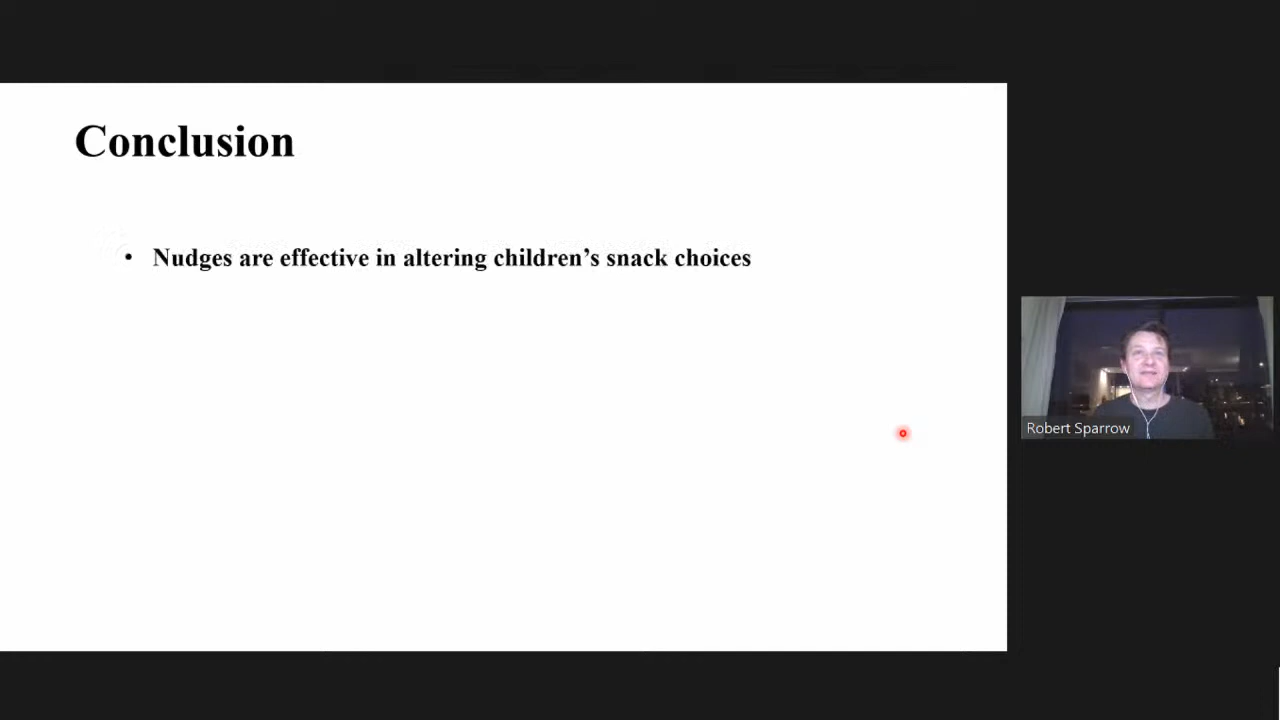 Conclusion
• Nudges are effective in altering children’s snack choices
Robert Sparrow